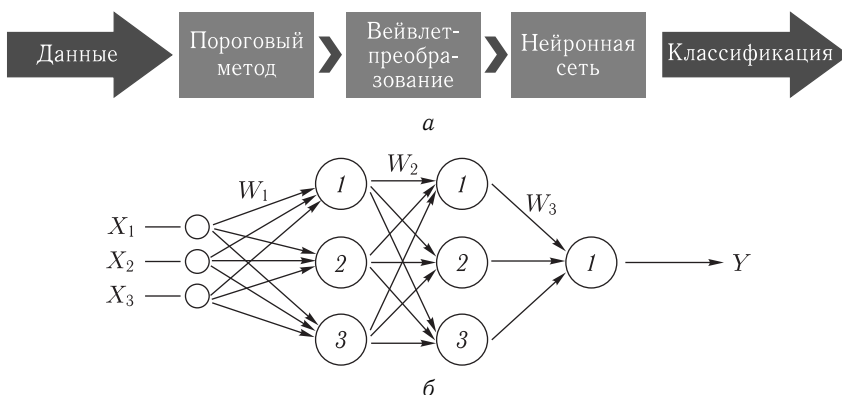 Данные
Пороговый
метод
Вейвлет-
преобра-
зование
Нейронная
сеть
Классификация
а
W₁
W₂
W₃
X₁
X₂
X₃
1
2
3
1
2
3
1
Y
б